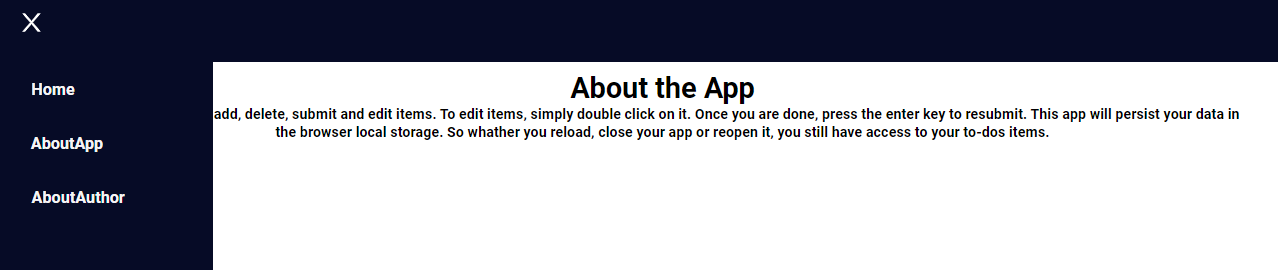 X
Home
AboutApp
AboutAuthor
About the App
add, delete, submit and edit items. To edit items, simply double click on it. Once you are done, press the enter key to resubmit. This app will persist your data in
the browser local storage. So whather you reload, close your app or reopen it, you still have access to your to-dos items.